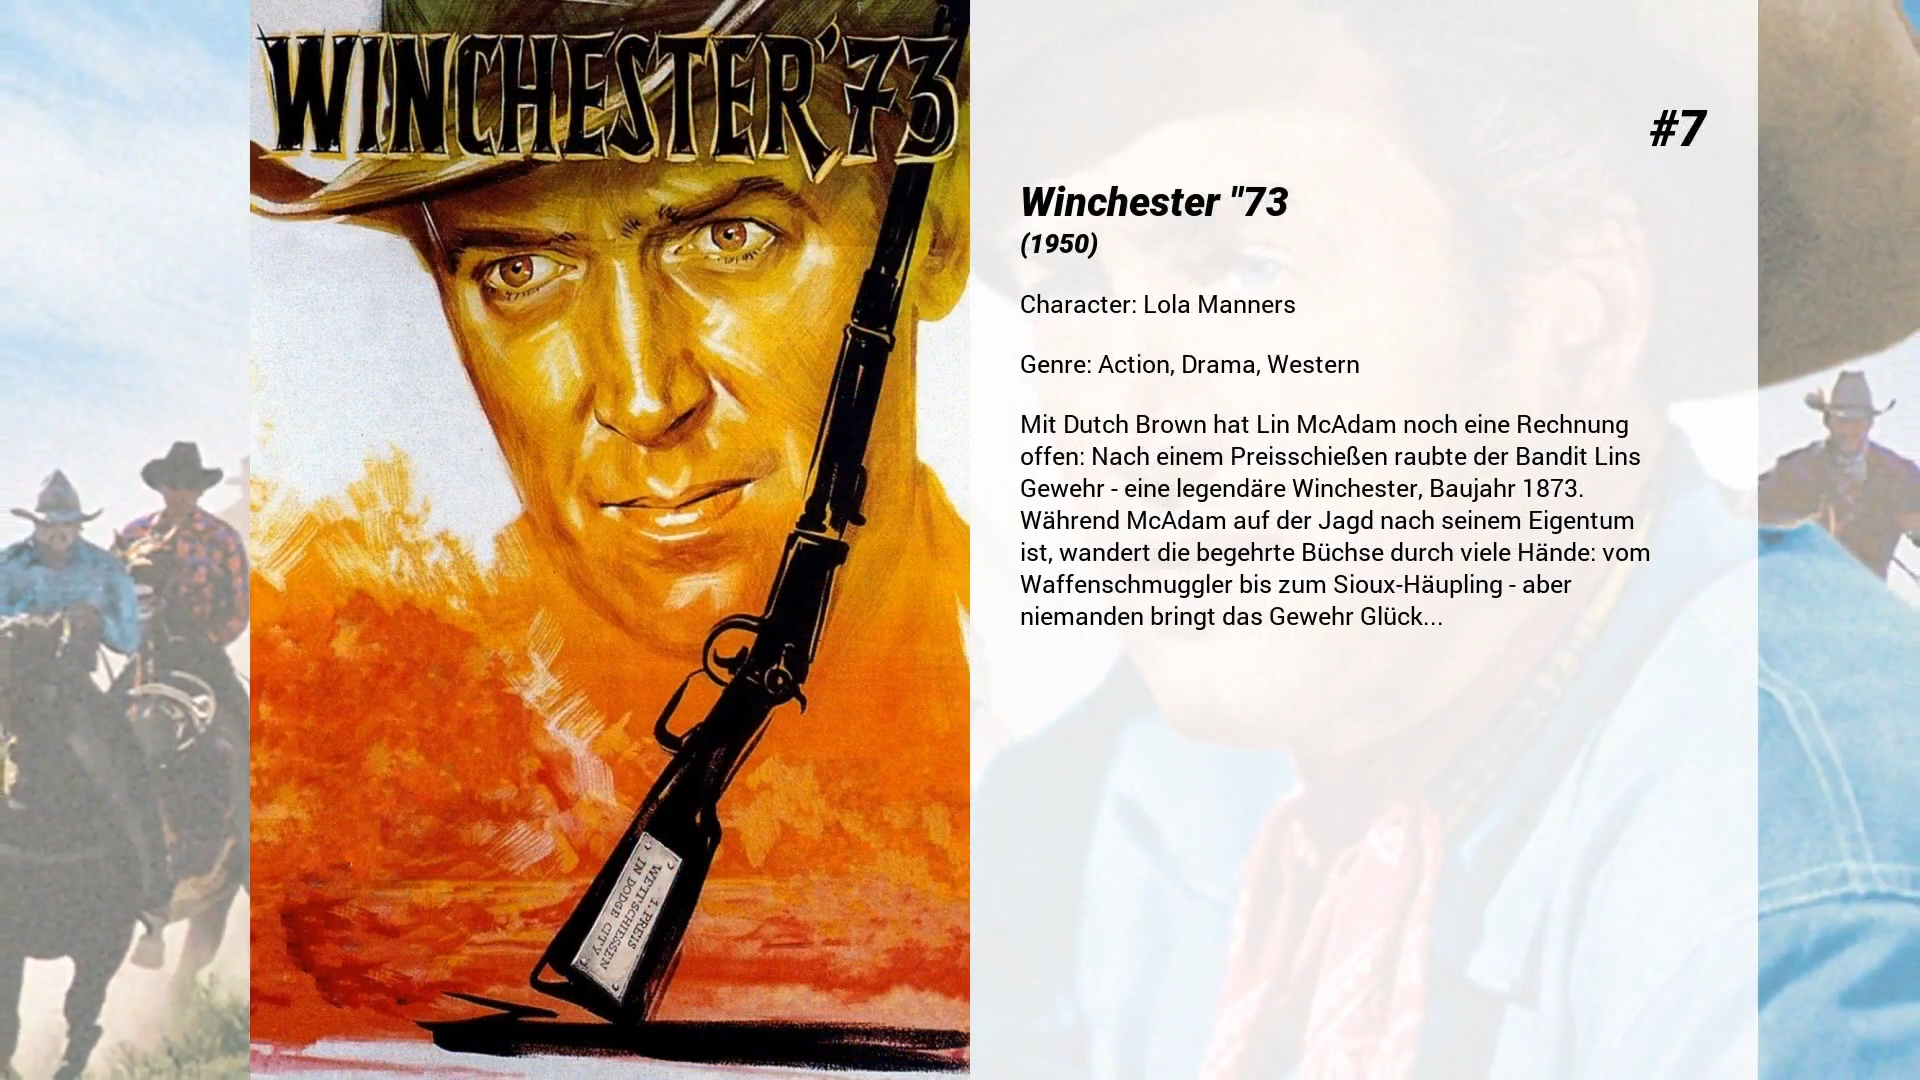 WINCHESTER'73
1. PREIS
WETTSCHIESSEN
IN DODGE CITY
#7
Winchester "73
(1950)
Character: Lola Manners
Genre: Action, Drama, Western
Mit Dutch Brown hat Lin McAdam noch eine Rechnung
offen: Nach einem Preisschießen raubte der Bandit Lins
Gewehr - eine legendäre Winchester, Baujahr 1873.
Während McAdam auf der Jagd nach seinem Eigentum
ist, wandert die begehrte Büchse durch viele Hände: vom
Waffenschmuggler bis zum Sioux-Häupling - aber
niemanden bringt das Gewehr Glück...